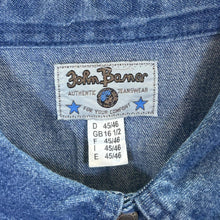 John Baner
AUTHENTIC JEANSWEAR
FOR YOUR COMFORT
D 45/46
GB 16 1/2
F 45/46
I 45/46
E 45/46